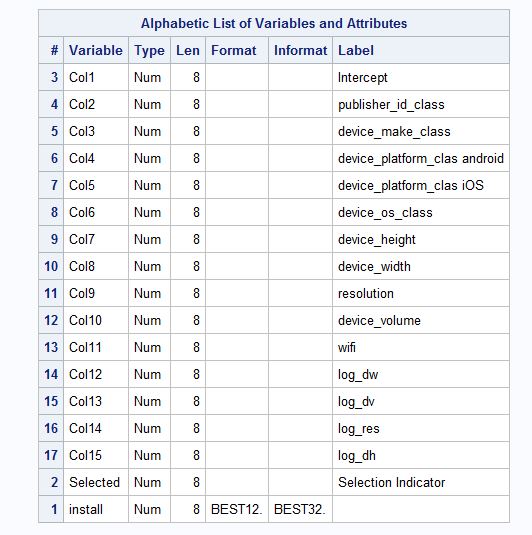 Alphabetic List of Variables and Attributes
# Variable Type Len Format Informat Label
3 Col1 Num 8 Intercept
4 Col2 Num 8 publisher_id_class
5 Col3 Num 8 device_make_class
6 Col4 Num 8 device_platform_clas android
7 Col5 Num 8 device_platform_clas iOS
8 Col6 Num 8 device_os_class
9 Col7 Num 8 device_height
10 Col8 Num 8 device_width
11 Col9 Num 8 resolution
12 Col10 Num 8 device_volume
13 Col11 Num 8 wifi
14 Col12 Num 8 log_dw
15 Col13 Num 8 log_dv
16 Col14 Num 8 log_res
17 Col15 Num 8 log_dh
2 Selected Num 8 Selection Indicator
1 install Num 8 BEST12. BEST32.